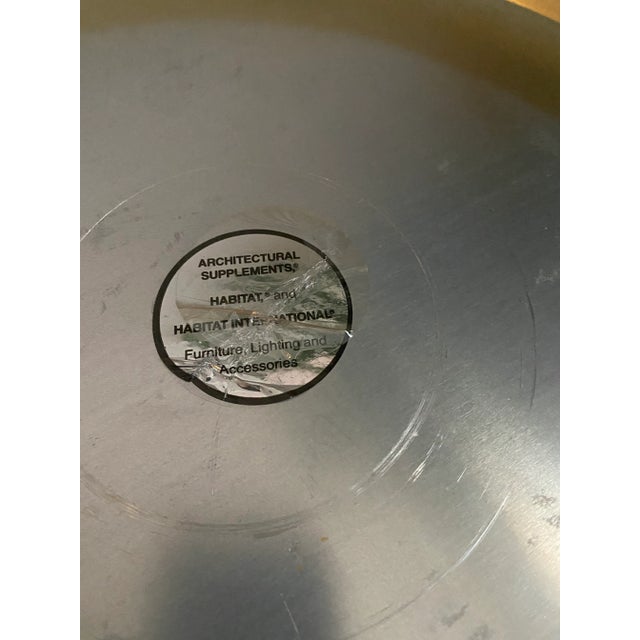 ARCHITECTURAL
SUPPLEMENTS,®
HABITAT,® and
HABITAT INTERNATIONAL®
Furniture, Lighting and
Accessories